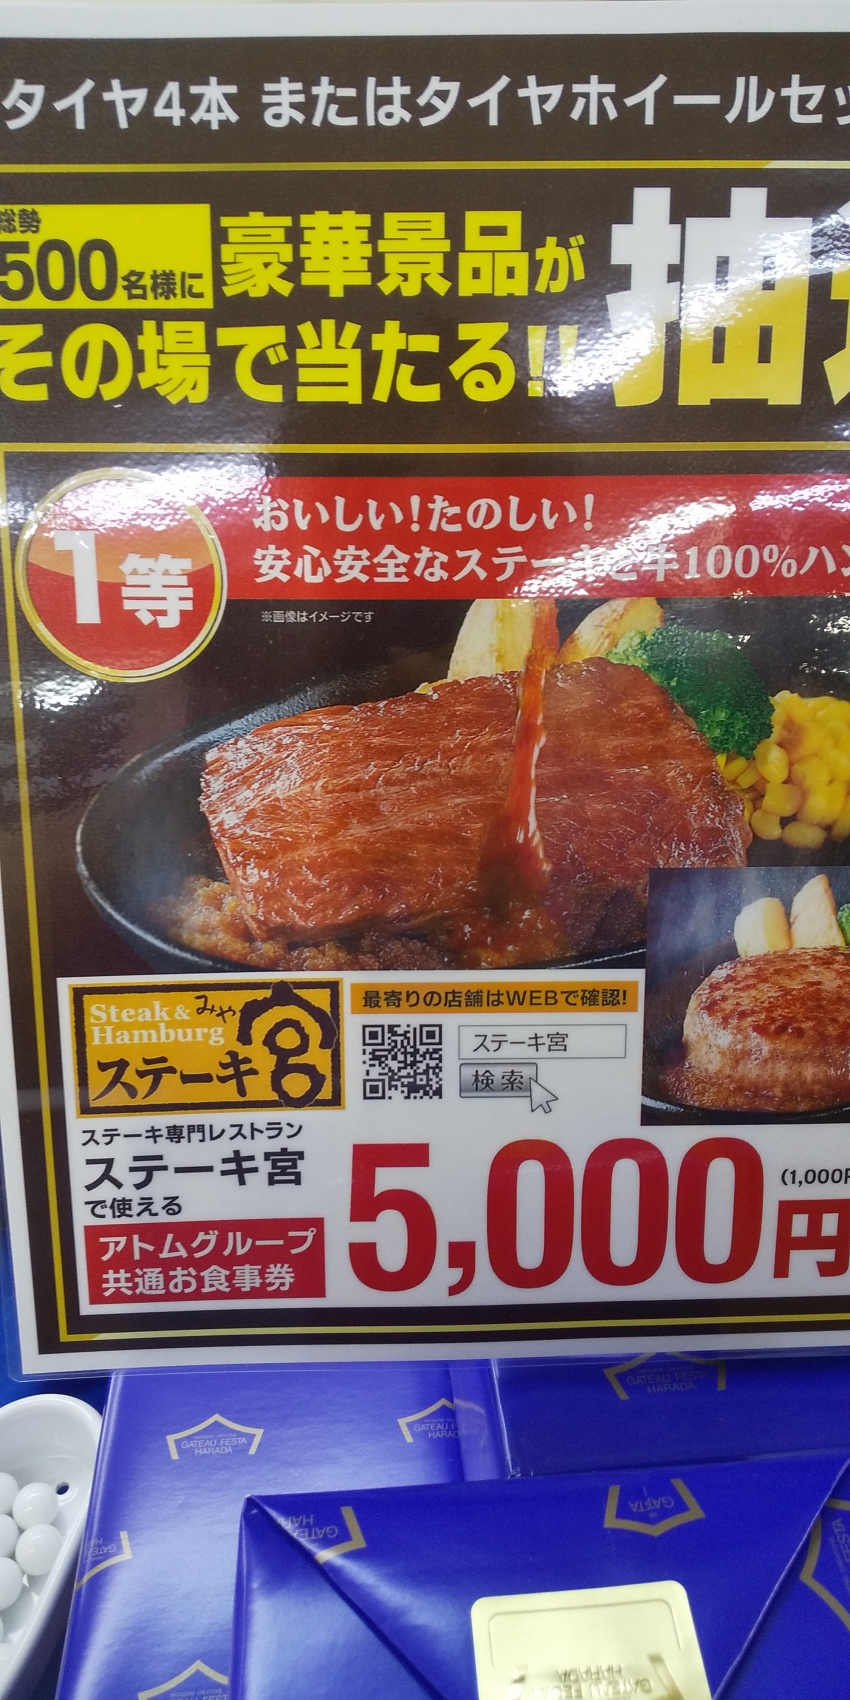 タイヤ4本 またはタイヤホイールセッ
総勢
500名様に
豪華景品が
その場で当たる!!
抽
1等
おいしい!たのしい!
安心安全なステーキと牛100%ハン
※画像はイメージです
Steak &
Hamburg
みや
ステーキ宮
最寄りの店舗はWEBで確認!
ステーキ宮
検索
ステーキ専門レストラン
ステーキ宮
で使える
アトムグループ
共通お食事券
5,000円
(1,000円
GATEAU FESTA
HARADA
GATEAU FESTA
HARADA
GATEAU F
HARADA